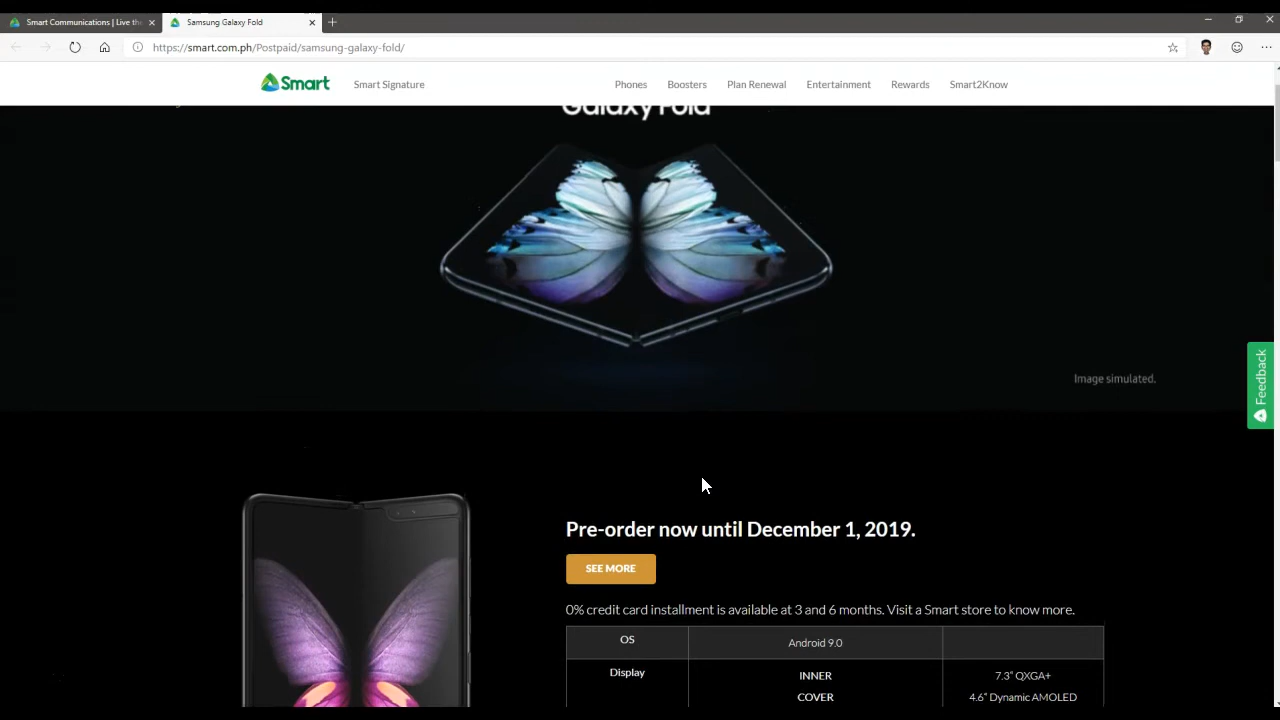 Smart Communications | Live the
Samsung Galaxy Fold
https://smart.com.ph/Postpaid/samsung-galaxy-fold/
Smart
Smart Signature
Phones
Boosters
Plan Renewal
Entertainment
Rewards
Smart2Know
Galaxy Fold
Image simulated.
Feedback
Pre-order now until December 1, 2019.
SEE MORE
0% credit card installment is available at 3 and 6 months. Visit a Smart store to know more.
OS Android 9.0
Display INNER 7.3" QXGA+
COVER 4.6" Dynamic AMOLED